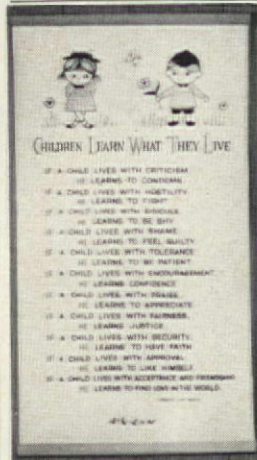 CHILDREN LEARN WHAT THEY LIVE
IF A CHILD LIVES WITH CRITICISM
HE LEARNS TO CONDEMN
IF A CHILD LIVES WITH HOSTILITY
HE LEARNS TO FIGHT
IF A CHILD LIVES WITH RIDICULE
HE LEARNS TO BE SHY
IF A CHILD LIVES WITH SHAME
HE LEARNS TO FEEL GUILTY
IF A CHILD LIVES WITH TOLERANCE
HE LEARNS TO BE PATIENT
IF A CHILD LIVES WITH ENCOURAGEMENT
HE LEARNS CONFIDENCE
IF A CHILD LIVES WITH PRAISE
HE LEARNS TO APPRECIATE
IF A CHILD LIVES WITH FAIRNESS,
HE LEARNS JUSTICE
IF A CHILD LIVES WITH SECURITY,
HE LEARNS TO HAVE FAITH
IF A CHILD LIVES WITH APPROVAL
HE LEARNS TO LIKE HIMSELF
IF A CHILD LIVES WITH ACCEPTANCE AND FRIENDSHIP
HE LEARNS TO FIND LOVE IN THE WORLD